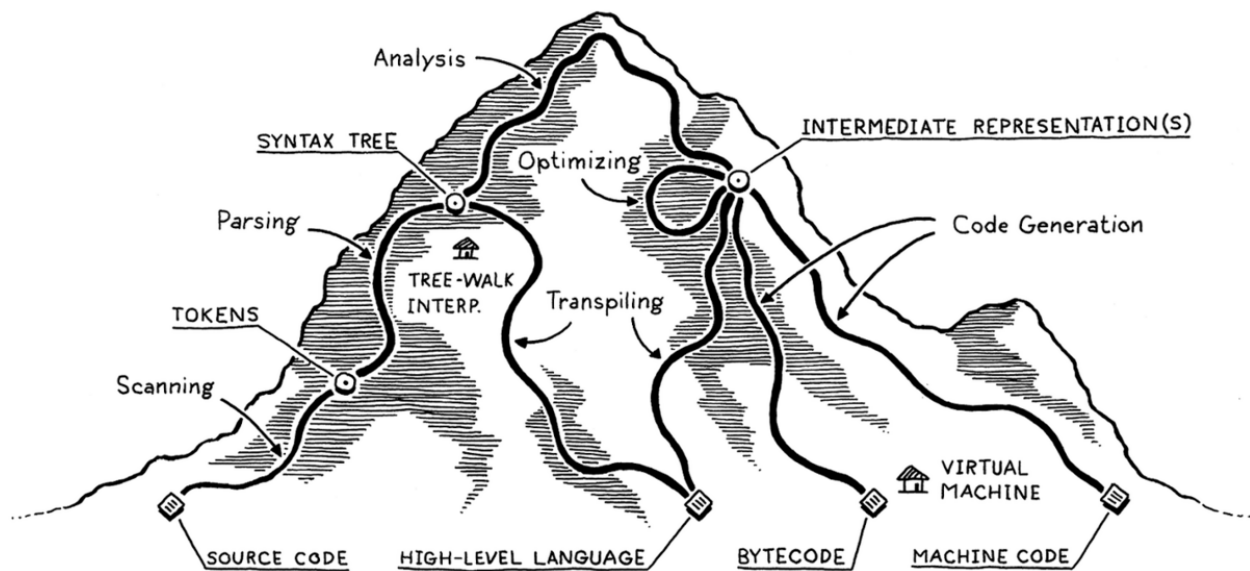 Analysis
INTERMEDIATE REPRESENTATION(S)
SYNTAX TREE
Optimizing
Parsing
Code Generation
TREE-WALK
INTERP.
Transpiling
TOKENS
Scanning
VIRTUAL
MACHINE
SOURCE CODE
HIGH-LEVEL LANGUAGE
BYTECODE
MACHINE CODE